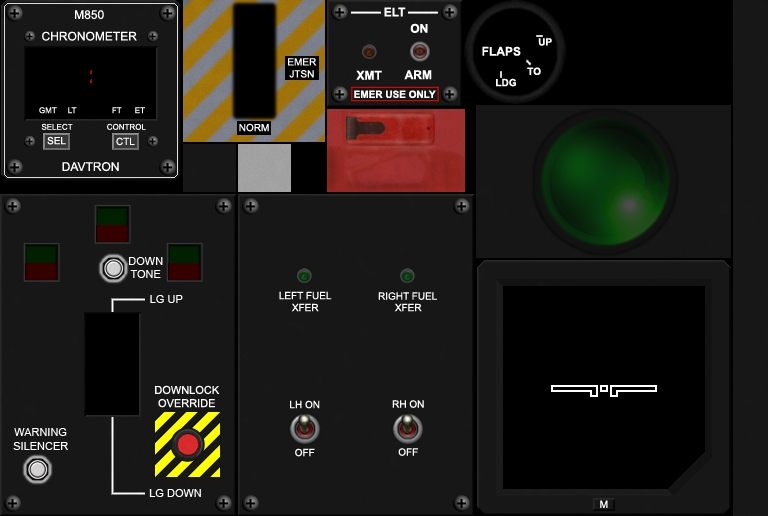 M850
CHRONOMETER
GMT LT FT ET
SELECT CONTROL
SEL CTL
DAVTRON
EMER
JTSN
NORM
ELT
ON
XMT ARM
EMER USE ONLY
FLAPS
UP
TO
LDG
DOWN
TONE
LG UP
DOWNLOCK
OVERRIDE
WARNING
SILENCER
LG DOWN
LEFT FUEL
XFER
RIGHT FUEL
XFER
LH ON
OFF
RH ON
OFF
M